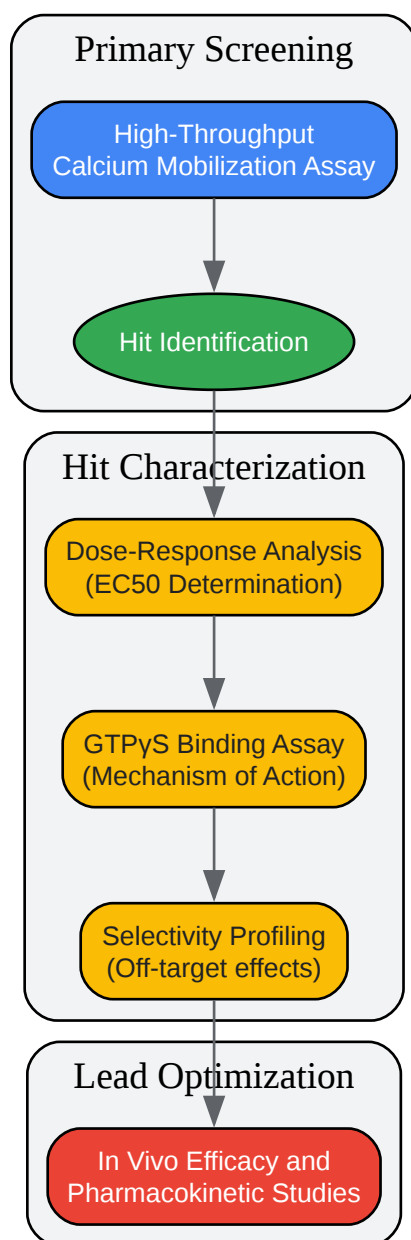 Primary Screening
High-Throughput
Calcium Mobilization Assay
Hit Identification
Hit Characterization
Dose-Response Analysis
(EC50 Determination)
GTPγS Binding Assay
(Mechanism of Action)
Selectivity Profiling
(Off-target effects)
Lead Optimization
In Vivo Efficacy and
Pharmacokinetic Studies